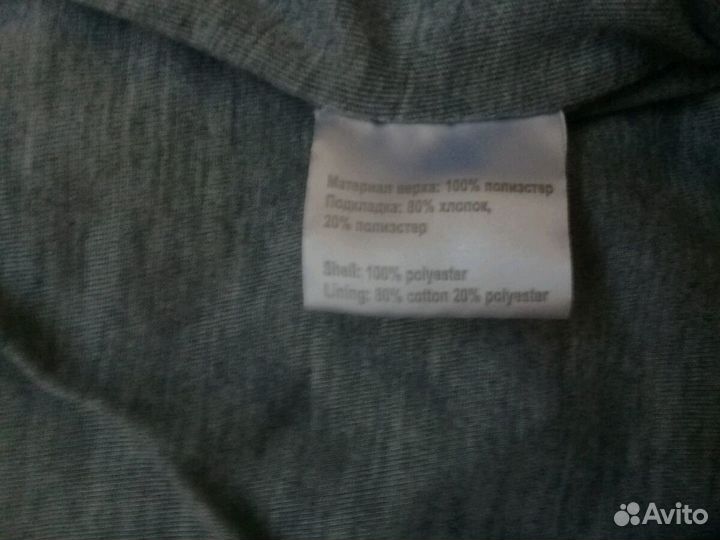 Материал верха: 100% полиэстер
Подкладка: 80% хлопок,
20% полиэстер
Shell: 100% polyester
Lining: 80% cotton 20% polyester
Avito